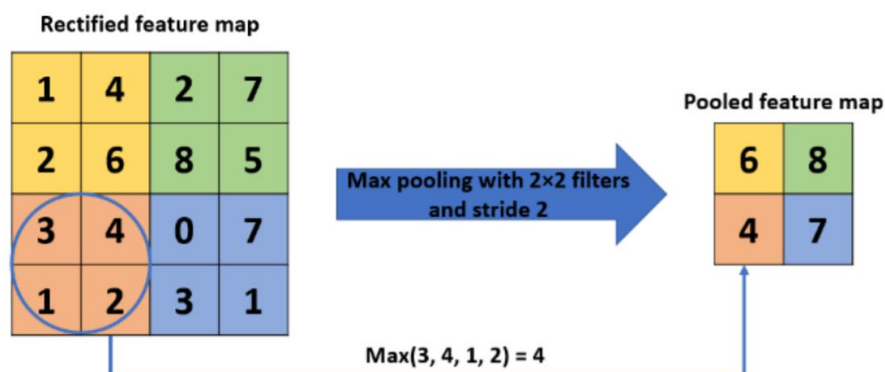 Rectified feature map
1 4 2 7
2 6 8 5
3 4 0 7
1 2 3 1
Max pooling with 2×2 filters
and stride 2
Pooled feature map
6 8
4 7
Max(3, 4, 1, 2) = 4